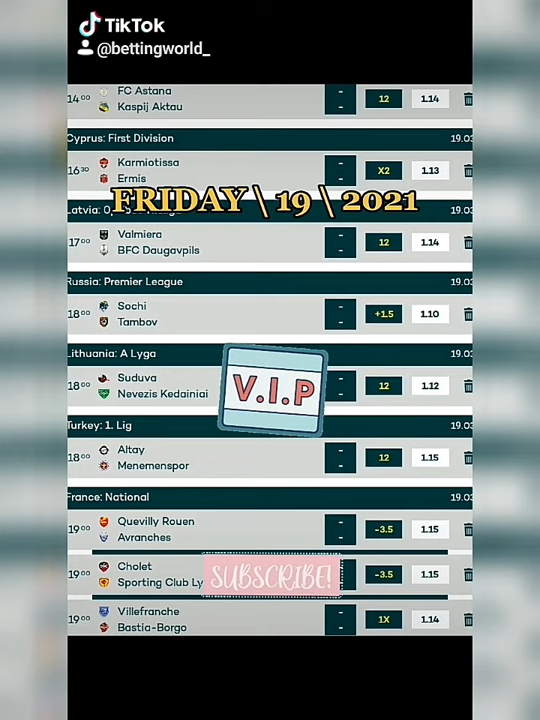 TikTok
@bettingworld_
14 00 FC Astana - 12 1.14
Kaspij Aktau -
Cyprus: First Division 19.03
16 30 Karmiotissa - X2 1.13
Ermis -
FRIDAY \ 19 \ 2021
Latvia: 0,
17 00 Valmiera - 12 1.14
BFC Daugavpils -
Russia: Premier League 19.03
18 00 Sochi - +1.5 1.10
Tambov -
Lithuania: A Lyga 19.03
18 00 Suduva - 12 1.12
Nevezis Kedainiai -
V.I.P
Turkey: 1. Lig 19.03
18 00 Altay - 12 1.15
Menemenspor -
France: National 19.03
19 00 Quevilly Rouen - -3.5 1.15
Avranches -
19 00 Cholet - -3.5 1.15
Sporting Club Ly -
SUBSCRIBE!
19 00 Villefranche - 1X 1.14
Bastia-Borgo -